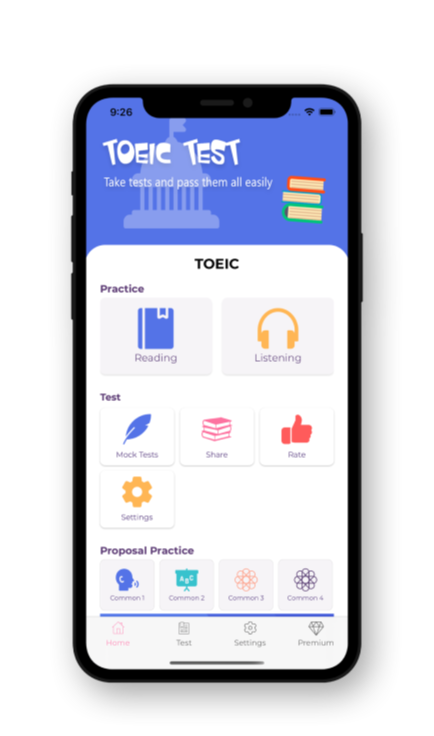 9:26
TOEIC TEST
Take tests and pass them all easily
TOEIC
Practice
Reading
Listening
Test
Mock Tests
Share
Rate
Settings
Proposal Practice
C
A B C
Common 1
Common 2
Common 3
Common 4
Home
Test
Settings
Premium